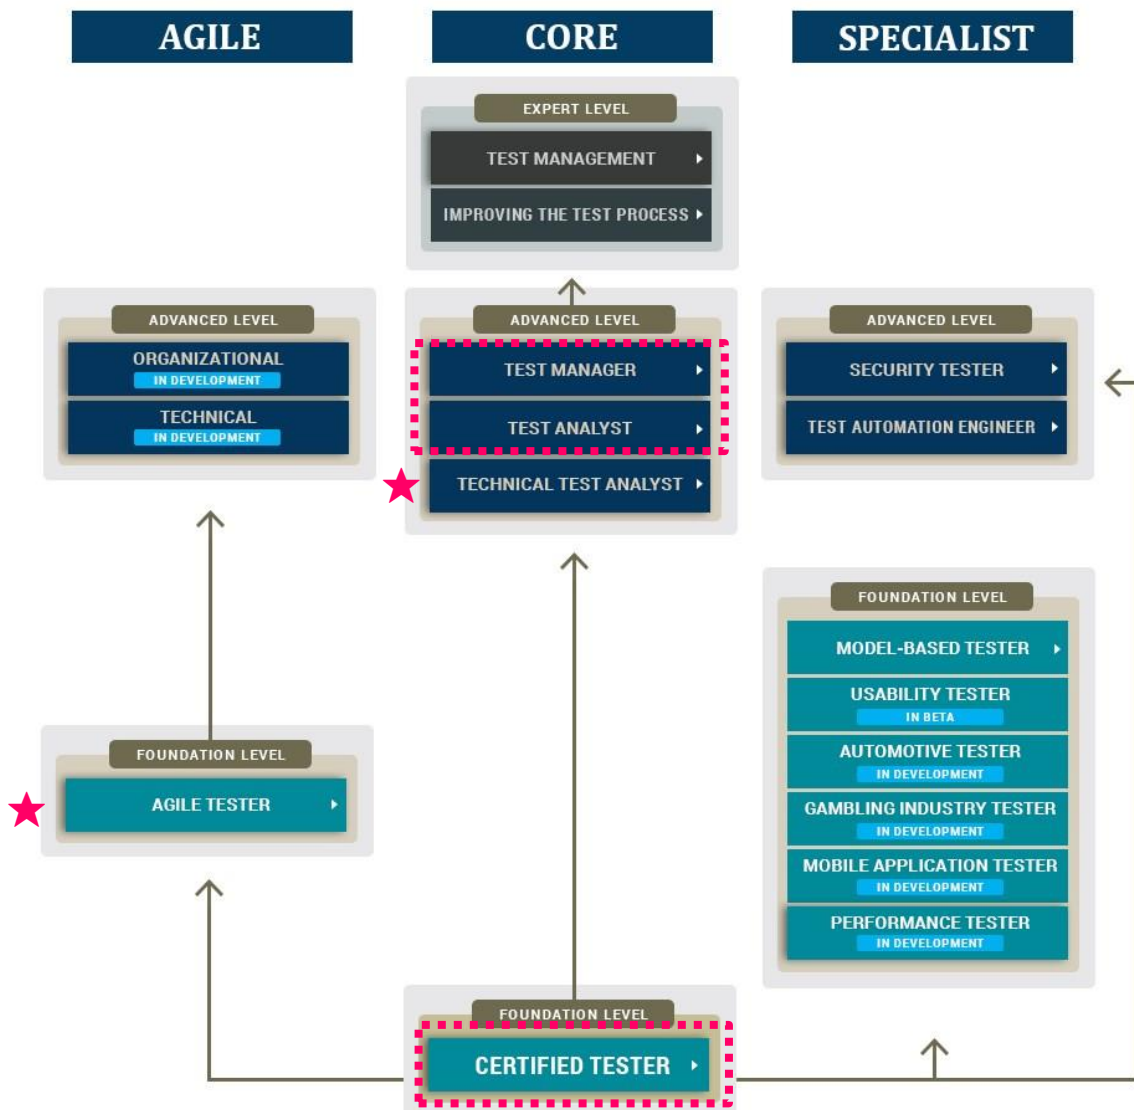 AGILE
CORE
SPECIALIST
EXPERT LEVEL
TEST MANAGEMENT
IMPROVING THE TEST PROCESS
ADVANCED LEVEL
ORGANIZATIONAL
IN DEVELOPMENT
TECHNICAL
IN DEVELOPMENT
ADVANCED LEVEL
TEST MANAGER
TEST ANALYST
TECHNICAL TEST ANALYST
ADVANCED LEVEL
SECURITY TESTER
TEST AUTOMATION ENGINEER
FOUNDATION LEVEL
AGILE TESTER
FOUNDATION LEVEL
MODEL-BASED TESTER
USABILITY TESTER
IN BETA
AUTOMOTIVE TESTER
IN DEVELOPMENT
GAMBLING INDUSTRY TESTER
IN DEVELOPMENT
MOBILE APPLICATION TESTER
IN DEVELOPMENT
PERFORMANCE TESTER
IN DEVELOPMENT
FOUNDATION LEVEL
CERTIFIED TESTER